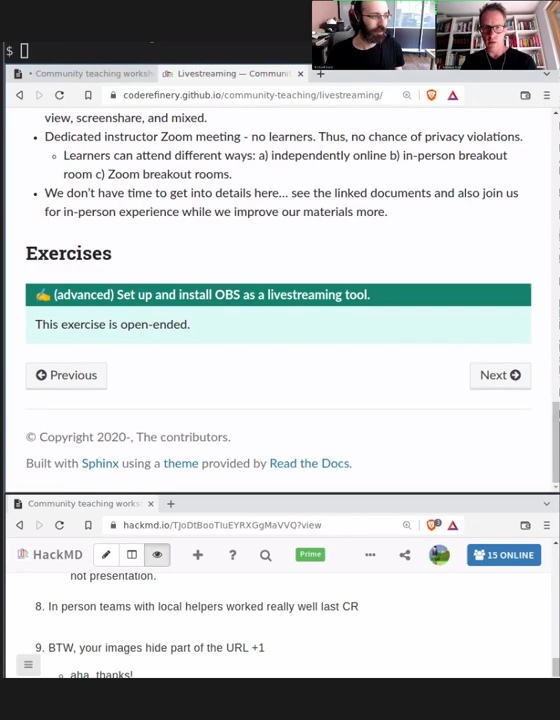 $
Community teaching worksh
Livestreaming — Communi
coderefinery.github.io/community-teaching/livestreaming/
view, screenshare, and mixed.
• Dedicated instructor Zoom meeting - no learners. Thus, no chance of privacy violations.
Learners can attend different ways: a) independently online b) in-person breakout
room c) Zoom breakout rooms.
• We don't have time to get into details here... see the linked documents and also join us
for in-person experience while we improve our materials more.
Exercises
(advanced) Set up and install OBS as a livestreaming tool.
This exercise is open-ended.
Previous
Next
© Copyright 2020-, The contributors.
Built with Sphinx using a theme provided by Read the Docs.
Community teaching works
hackmd.io/TJoDtBooTIuEYRXGgMaVVQ?view
HackMD
Prime
15 ONLINE
not presentation.
8. In person teams with local helpers worked really well last CR
9. BTW, your images hide part of the URL +1
aha, thanks!